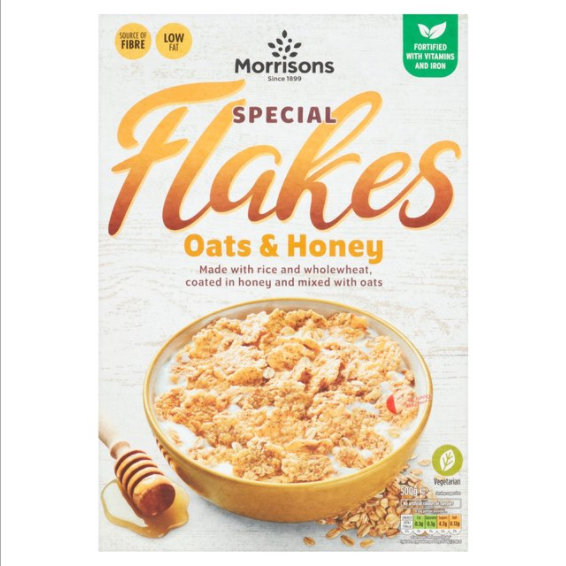 SOURCE OF
FIBRE
LOW
FAT
Morrisons
Since 1899
FORTIFIED
WITH VITAMINS
AND IRON
SPECIAL
Flakes
Oats & Honey
Made with rice and wholewheat,
coated in honey and mixed with oats
Vegetarian
500g